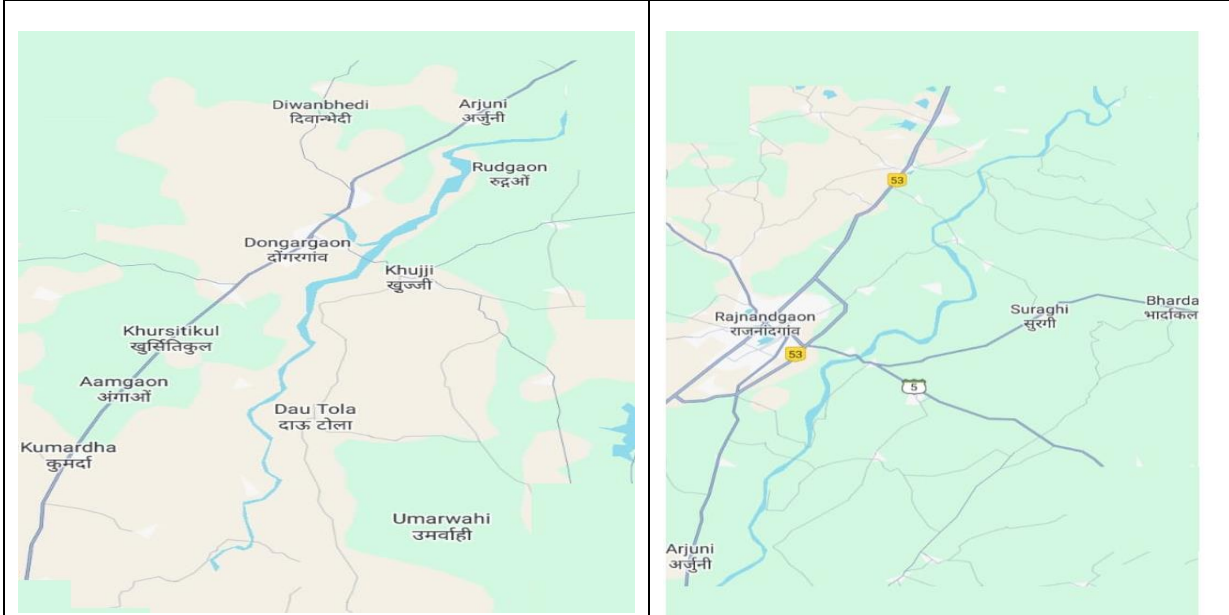 Diwanbhedi
दिवानभेदी
Arjuni
अर्जुनी
Rudgaon
रुद्गओं
Dongargaon
दोंगरगांव
Khujji
खुज्जी
Khursitikul
खुर्सितिकुल
Aamgaon
अंगाओं
Dau Tola
दाऊ टोला
Kumardha
कुमर्दा
Umarwahi
उमर्वाही
53
Rajnandgaon
राजनांदगांव
53
Suraghi
सुरगी
Bharda
भार्दाकल
5
Arjuni
अर्जुनी